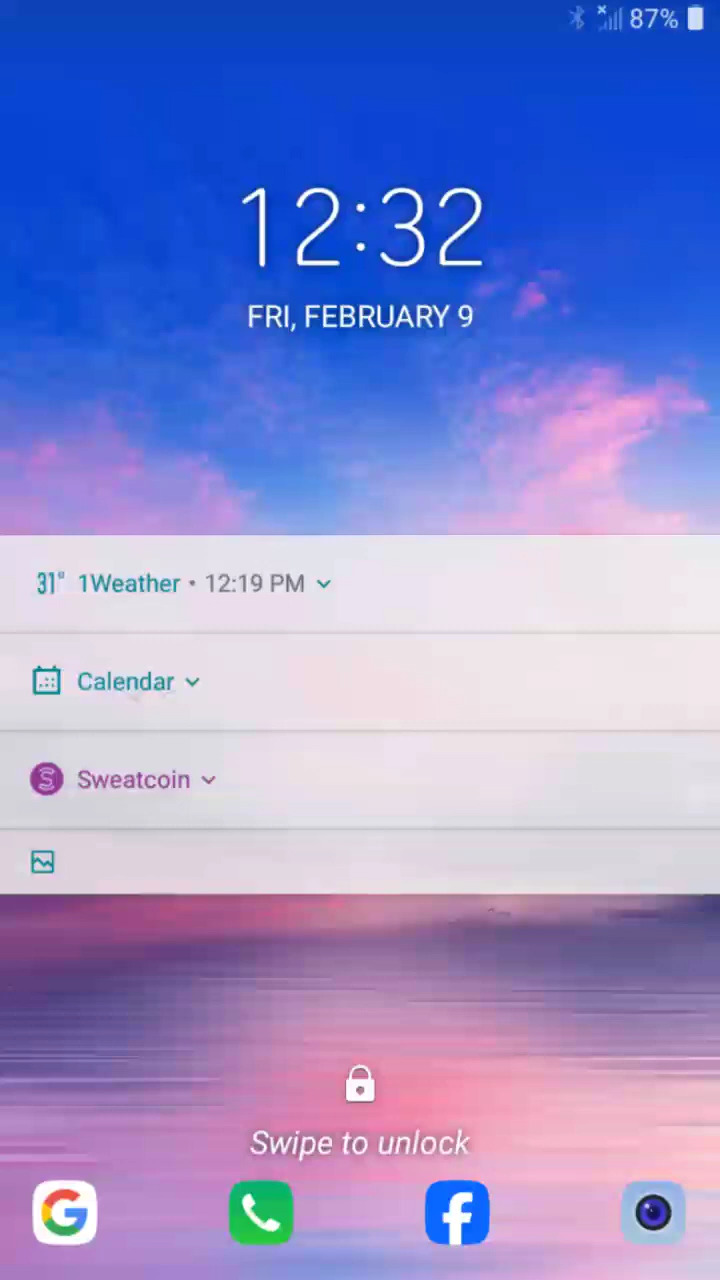 87%
12:32
FRI, FEBRUARY 9
31° 1Weather • 12:19 PM
Calendar
Sweatcoin
Swipe to unlock